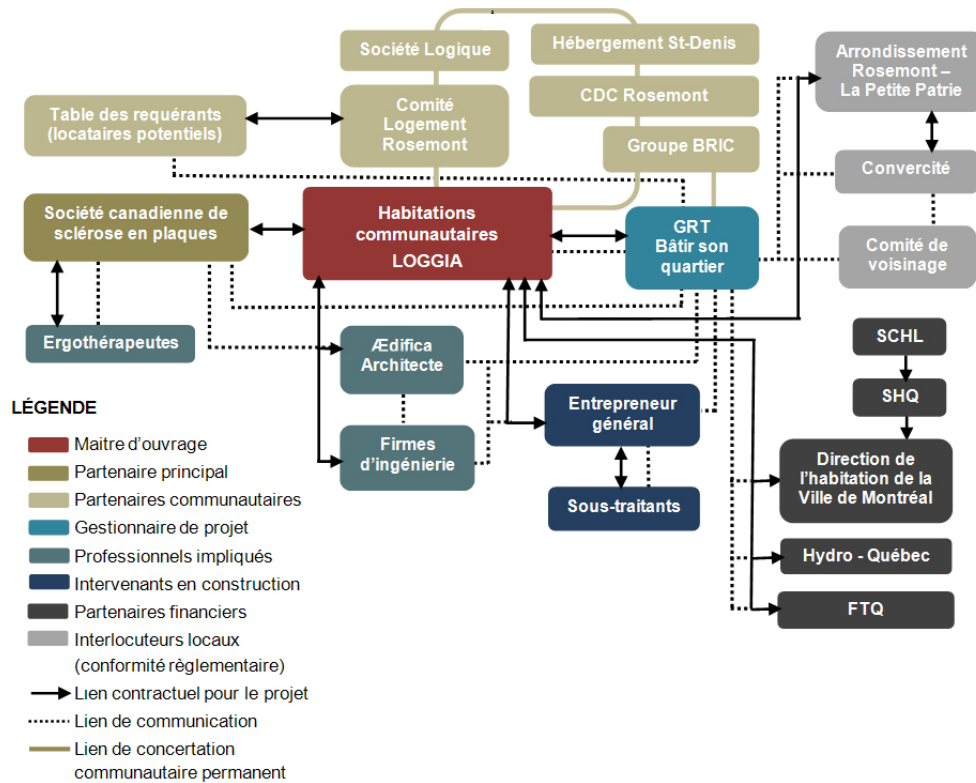 Société Logique
Hébergement St-Denis
Arrondissement
Rosemont –
La Petite Patrie
Table des requérants
(locataires potentiels)
Comité
Logement
Rosemont
CDC Rosemont
Groupe BRIC
Convercité
Société canadienne de
sclérose en plaques
Habitations
communautaires
LOGGIA
GRT
Bâtir son
quartier
Comité de
voisinage
Ergothérapeutes
Ædifica
Architecte
SCHL
SHQ
Entrepreneur
général
Firmes
d'ingénierie
Direction de
l'habitation de la
Ville de Montréal
Sous-traitants
Hydro - Québec
FTQ
LÉGENDE
Maitre d'ouvrage
Partenaire principal
Partenaires communautaires
Gestionnaire de projet
Professionnels impliqués
Intervenants en construction
Partenaires financiers
Interlocuteurs locaux
(conformité règlementaire)
Lien contractuel pour le projet
Lien de communication
Lien de concertation
communautaire permanent